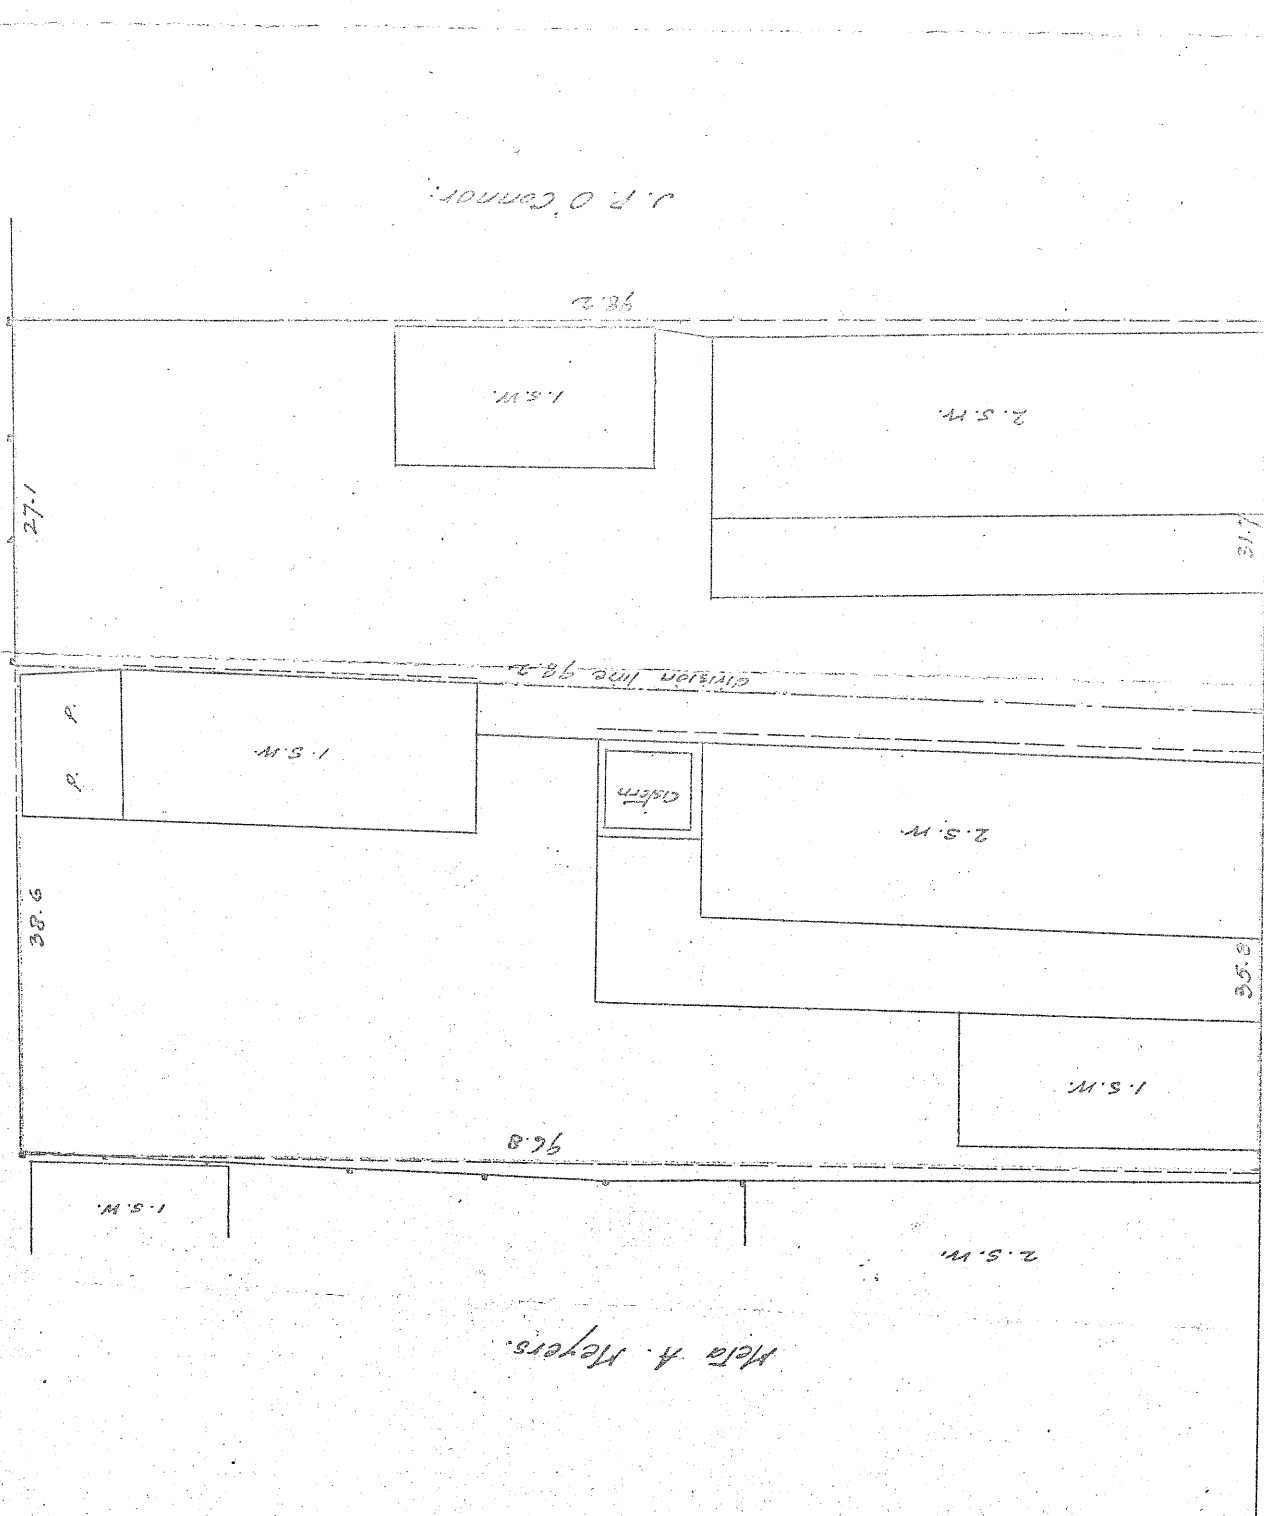 Meta A. Meyers.
2.S.W.
1.S.W.
96.8
1.S.W.
35.8
38.6
2.S.W.
Cistern
1.S.W.
P. P.
division line 98.2
31.7
27.1
2.S.W.
1.S.W.
98.2
J. P. O'Connor.